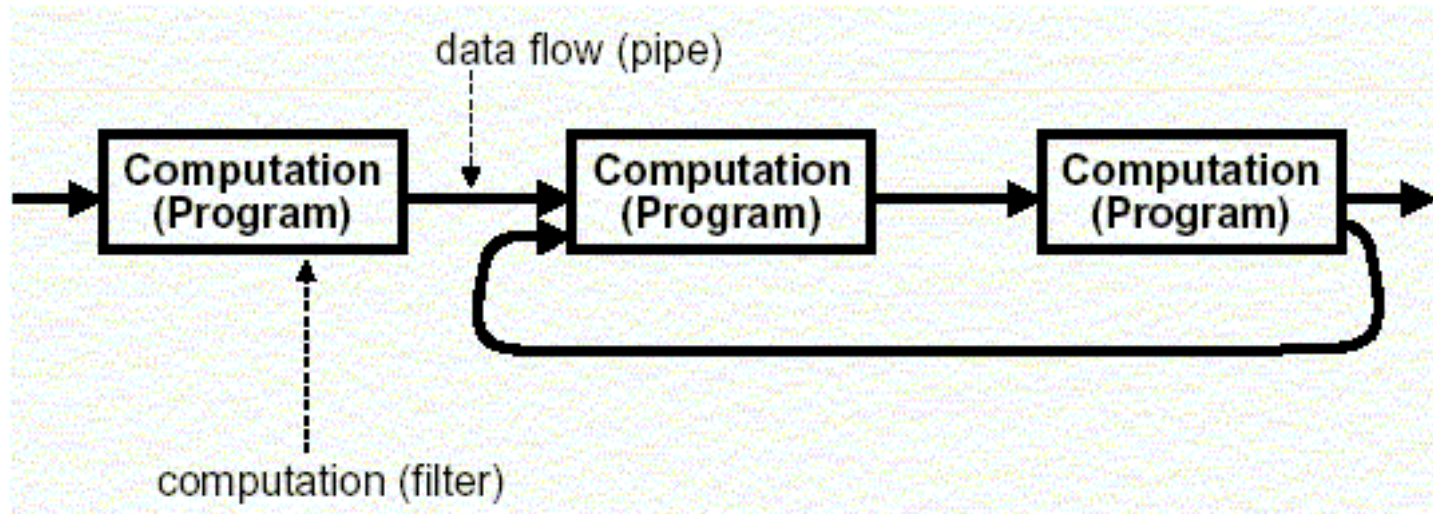 data flow (pipe)
Computation
(Program)
Computation
(Program)
Computation
(Program)
computation (filter)